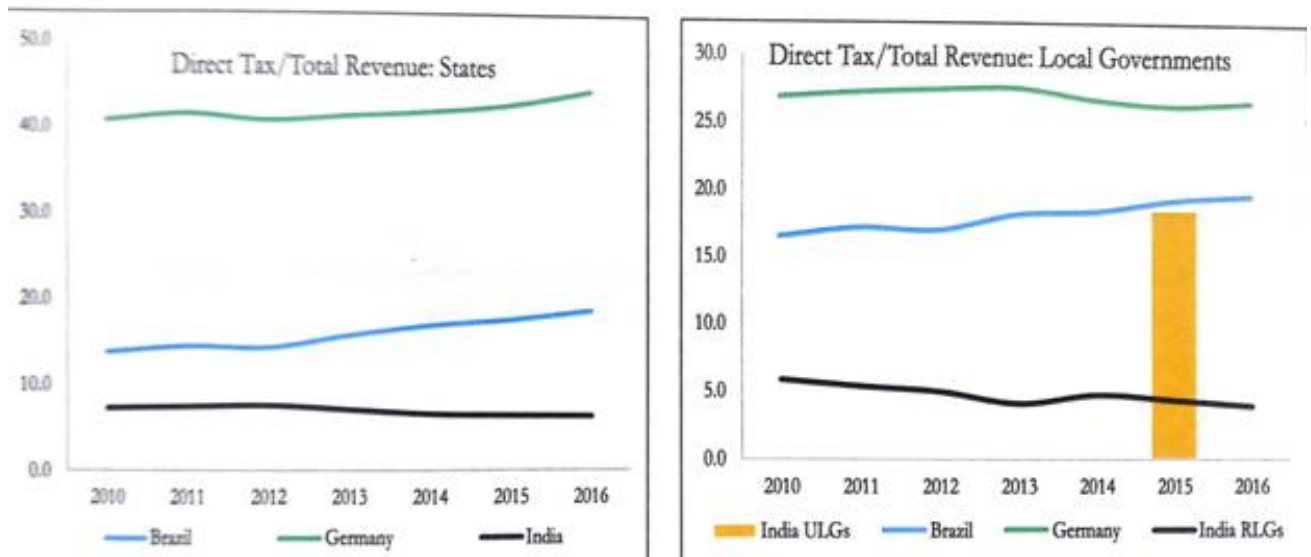 Direct Tax/Total Revenue: States
50.0
40.0
30.0
20.0
10.0
0.0
2010 2011 2012 2013 2014 2015 2016
Brazil Germany India
Direct Tax/Total Revenue: Local Governments
30.0
25.0
20.0
15.0
10.0
5.0
0.0
2010 2011 2012 2013 2014 2015 2016
India ULGs Brazil Germany India RLGs